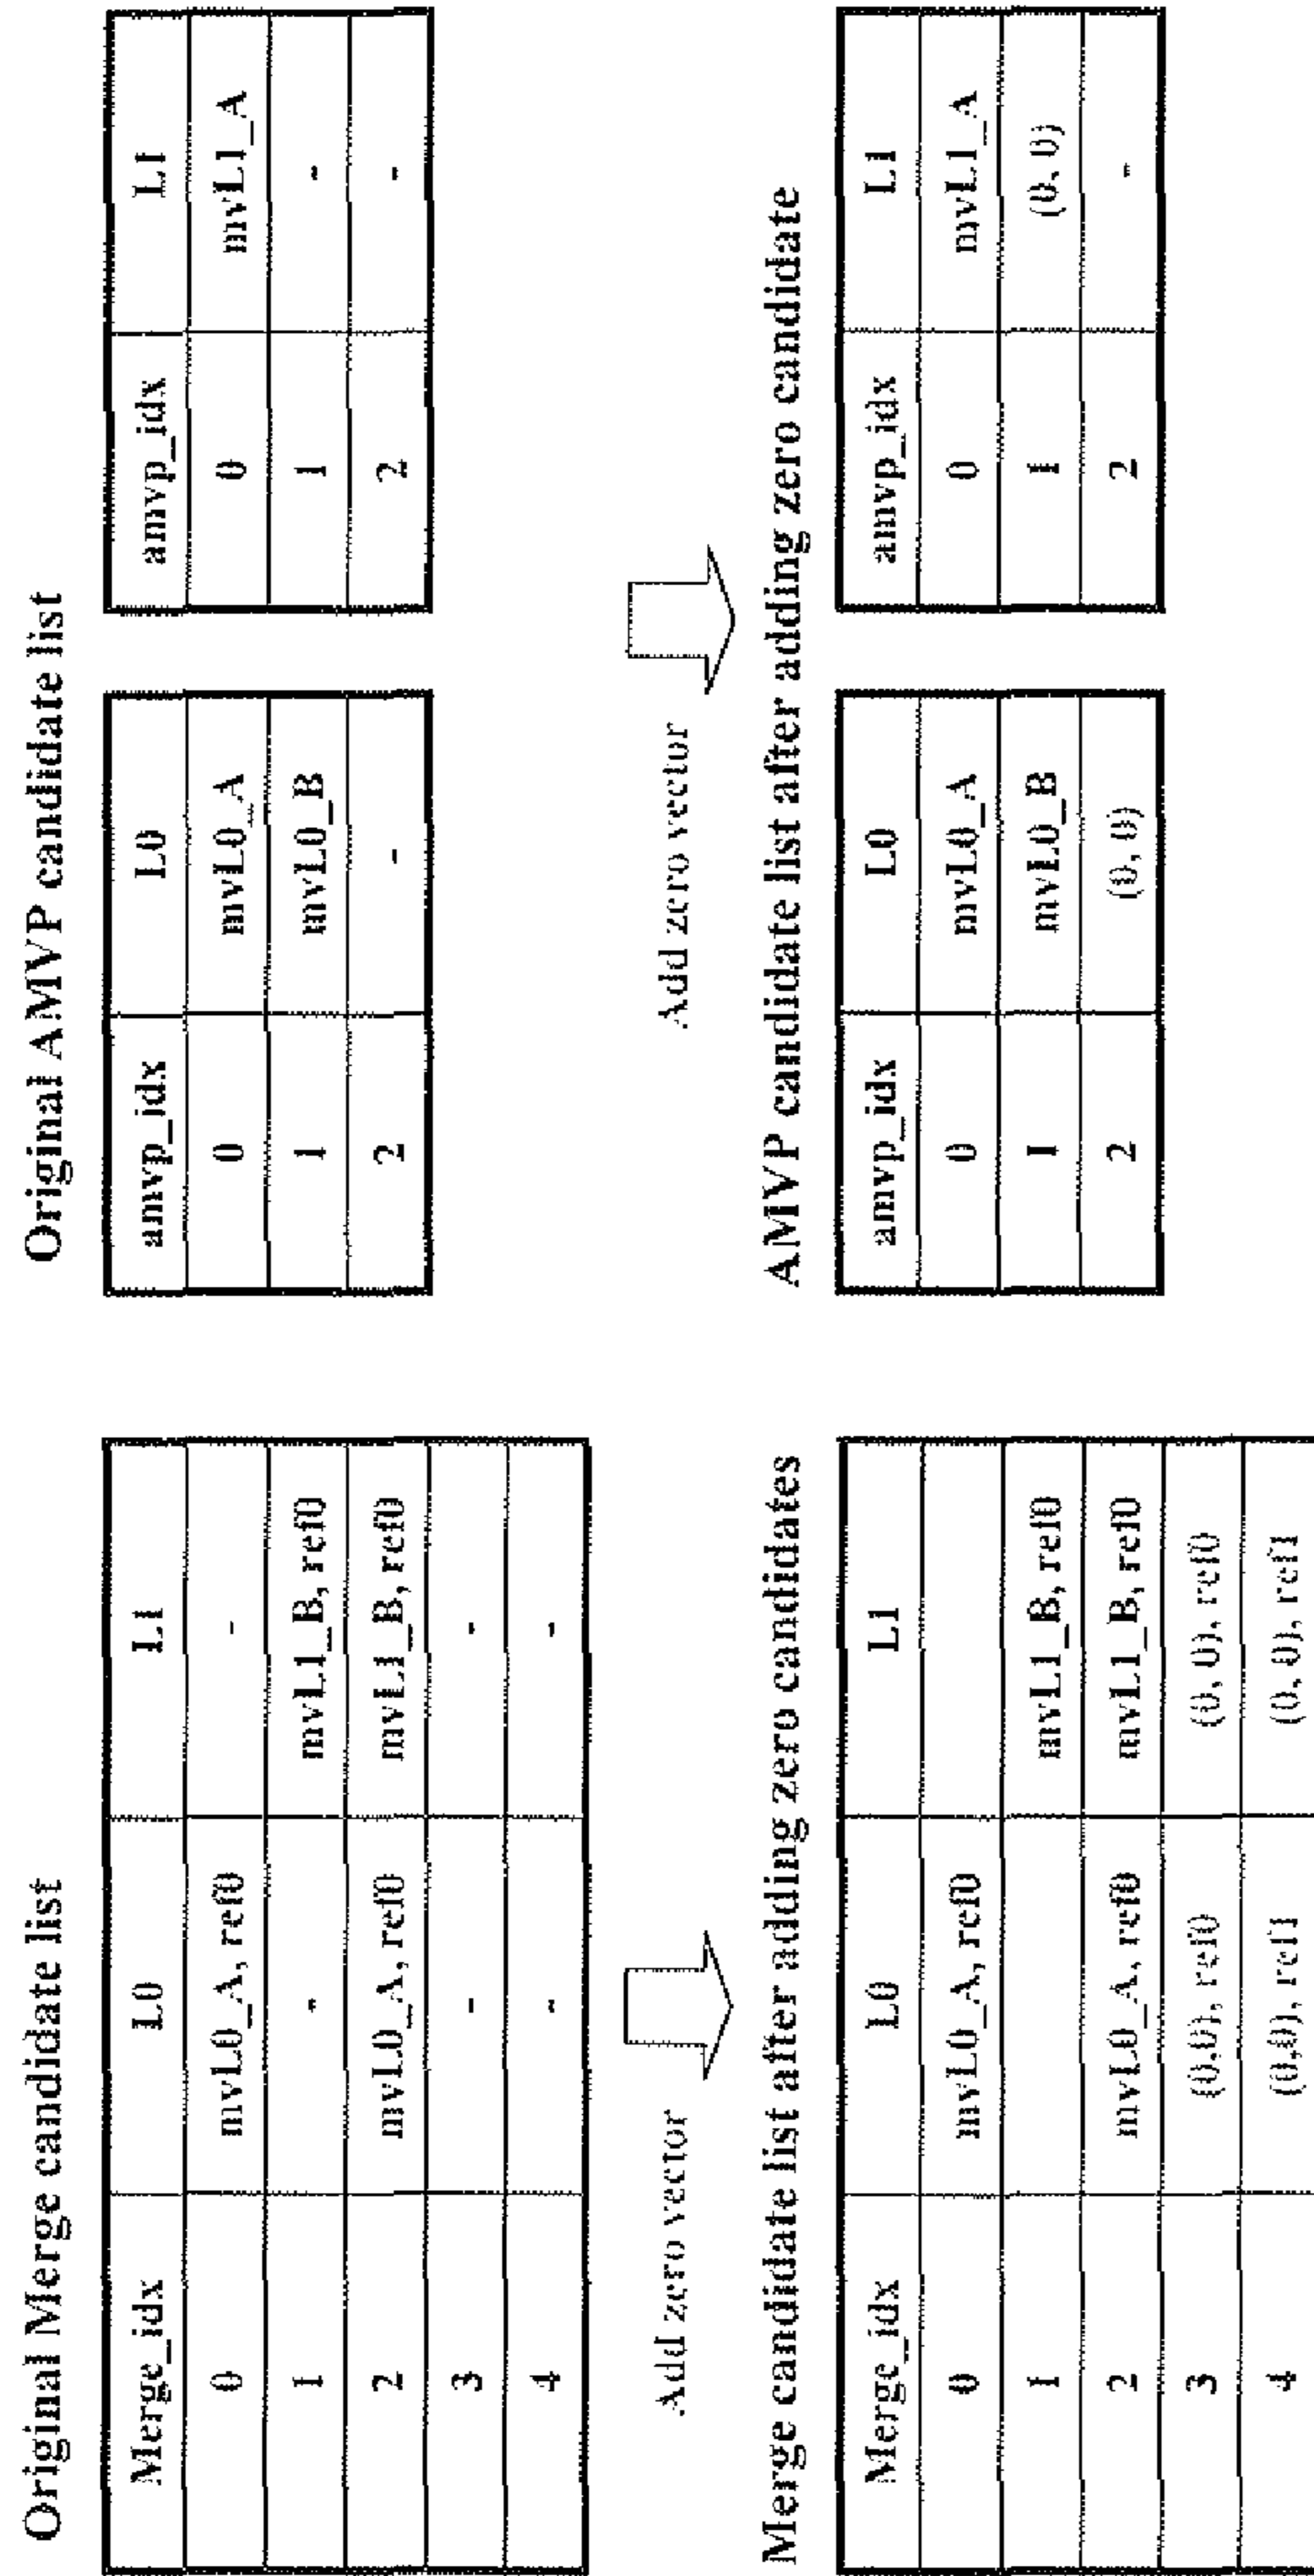 Original Merge candidate list
Merge_idx L0 L1
0 mvL0_A, ref0 -
1 - mvL1_B, ref0
2 mvL0_A, ref0 mvL1_B, ref0
3 - -
4 - -
Add zero vector
Merge candidate list after adding zero candidates
Merge_idx L0 L1
0 mvL0_A, ref0
1 mvL1_B, ref0
2 mvL0_A, ref0 mvL1_B, ref0
3 (0,0), ref0 (0, 0), ref0
4 (0,0), ref1 (0, 0), ref1
Original AMVP candidate list
amvp_idx L0
0 mvL0_A
1 mvL0_B
2 -
amvp_idx L1
0 mvL1_A
1 -
2 -
Add zero vector
AMVP candidate list after adding zero candidate
amvp_idx L0
0 mvL0_A
1 mvL0_B
2 (0, 0)
amvp_idx L1
0 mvL1_A
1 (0, 0)
2 -